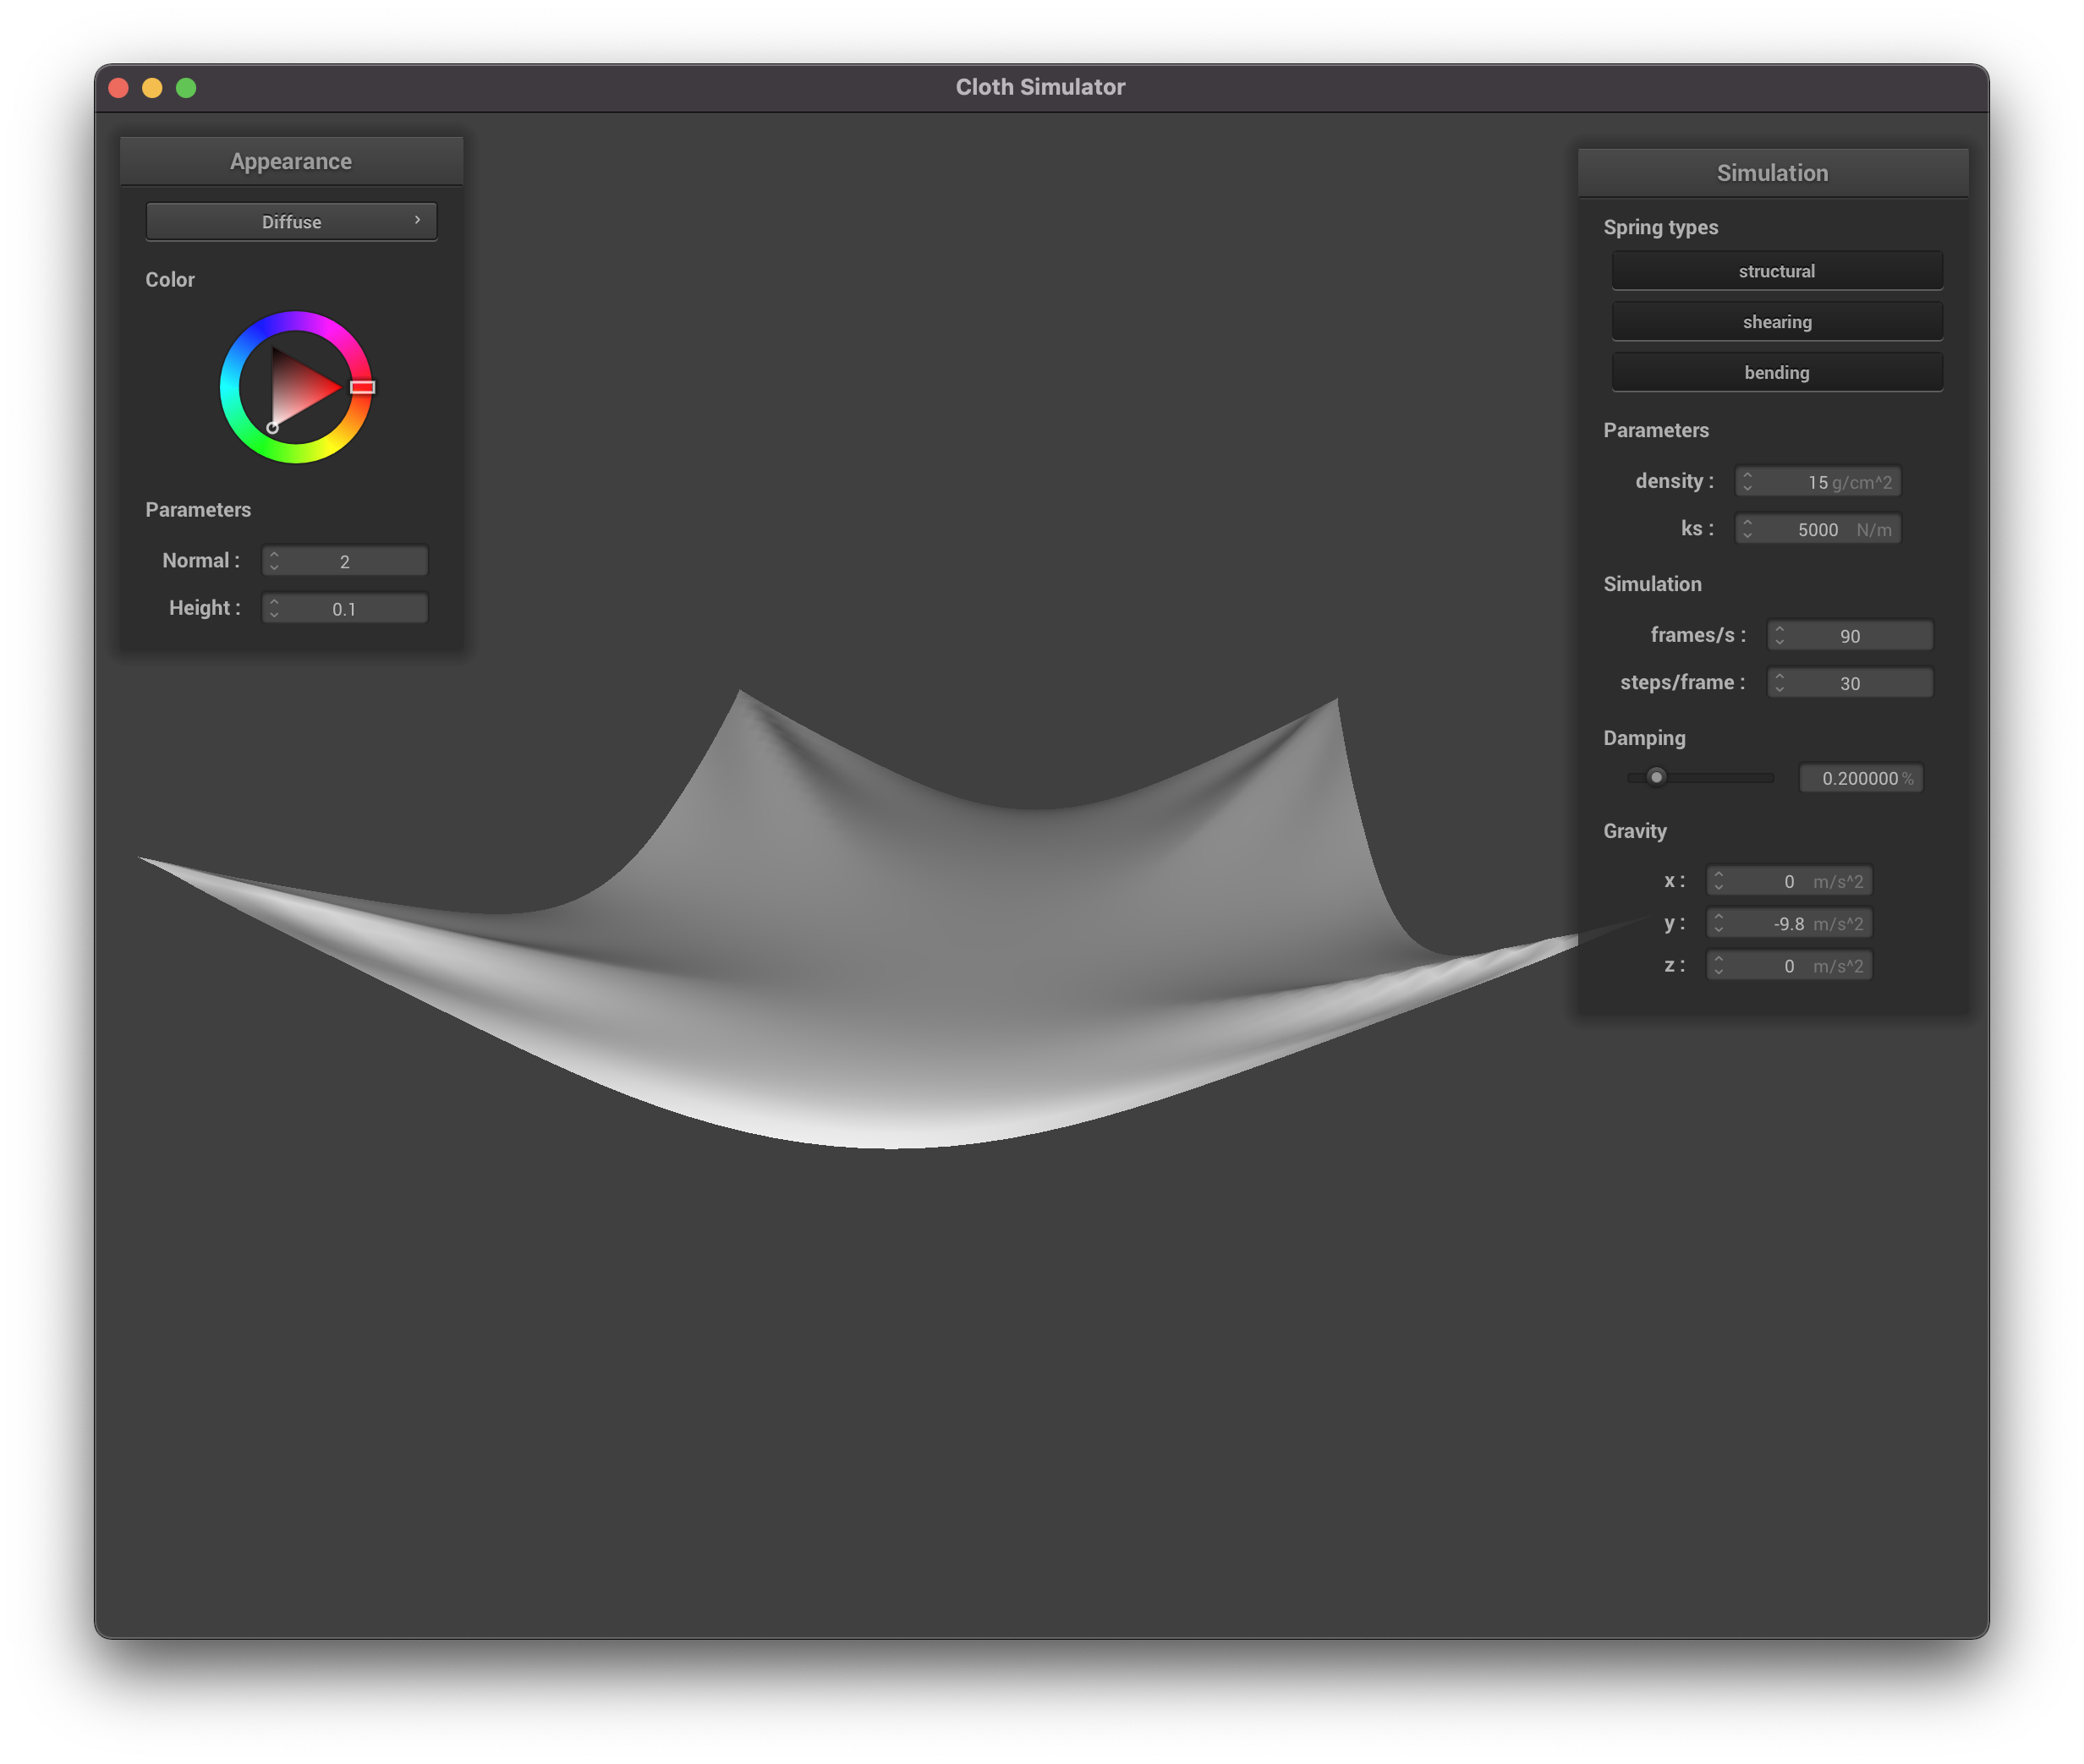 Cloth Simulator
Appearance
Diffuse
Color
Parameters
Normal : 2
Height : 0.1
Simulation
Spring types
structural
shearing
bending
Parameters
density : 15 g/cm^2
ks : 5000 N/m
Simulation
frames/s : 90
steps/frame : 30
Damping
0.200000 %
Gravity
x : 0 m/s^2
y : -9.8 m/s^2
z : 0 m/s^2